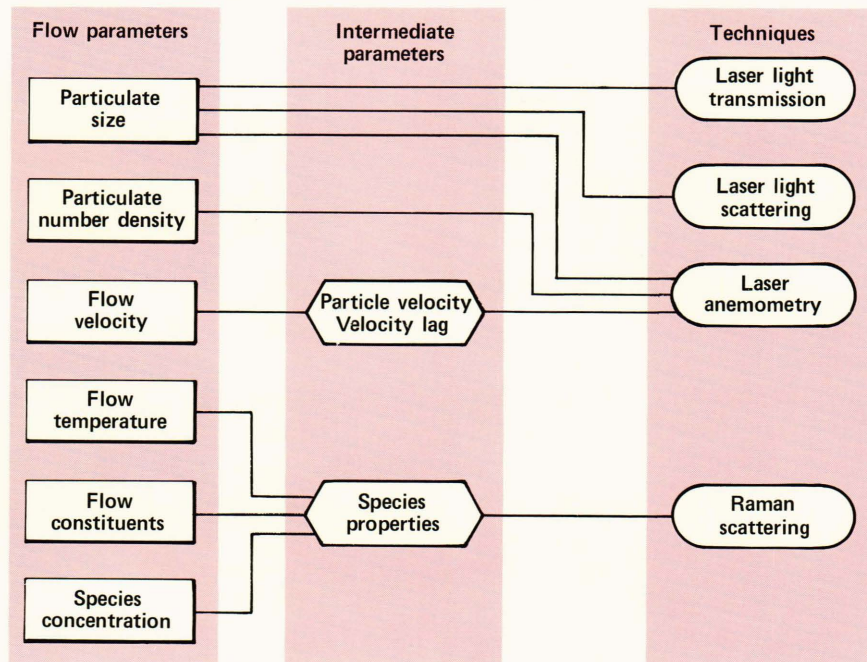 Flow parameters
Intermediate
parameters
Techniques
Particulate
size
Particulate
number density
Flow
velocity
Flow
temperature
Flow
constituents
Species
concentration
Particle velocity
Velocity lag
Species
properties
Laser light
transmission
Laser light
scattering
Laser
anemometry
Raman
scattering